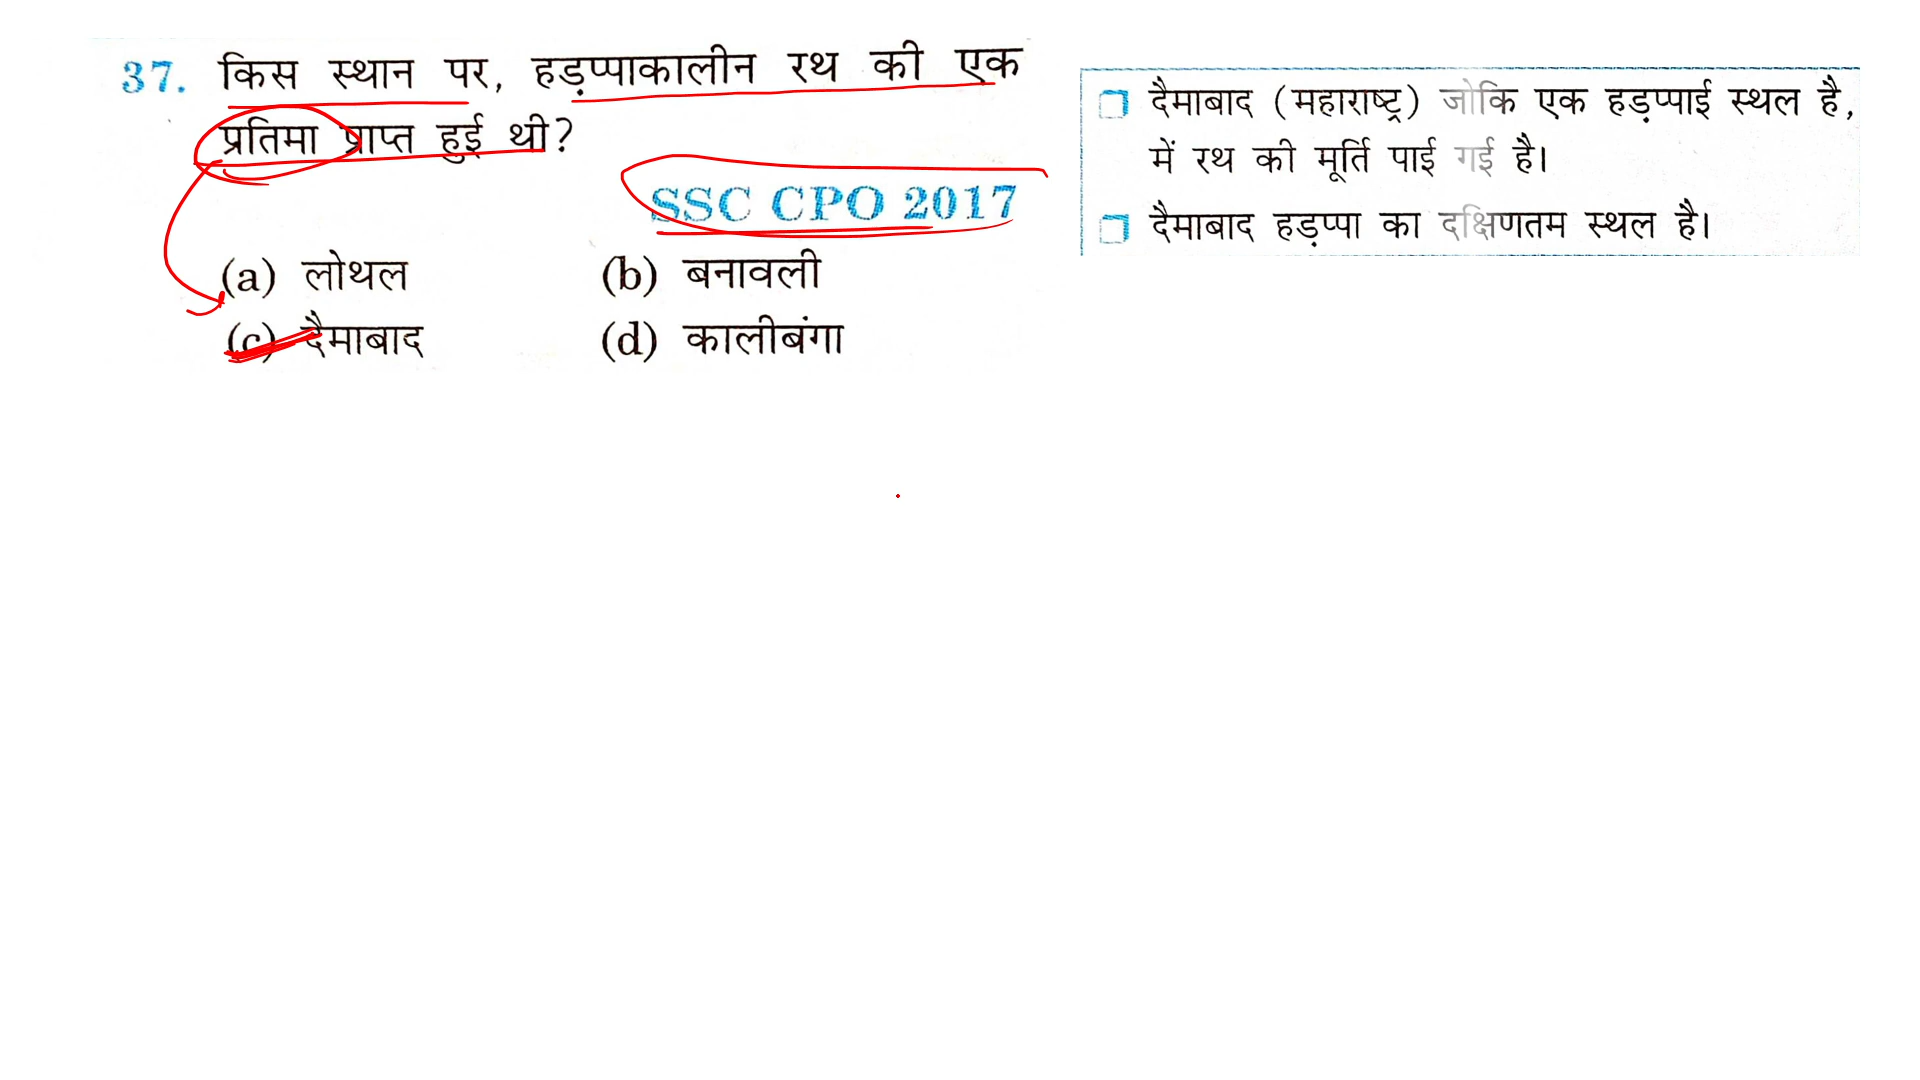 37. किस स्थान पर, हड़प्पाकालीन रथ की एक
प्रतिमा प्राप्त हुई थी?
SSC CPO 2017
(a) लोथल (b) बनावली
(c) दैमाबाद (d) कालीबंगा
दैमाबाद (महाराष्ट्र) जोकि एक हड़प्पाई स्थल है,
में रथ की मूर्ति पाई गई है।
दैमाबाद हड़प्पा का दक्षिणतम स्थल है।